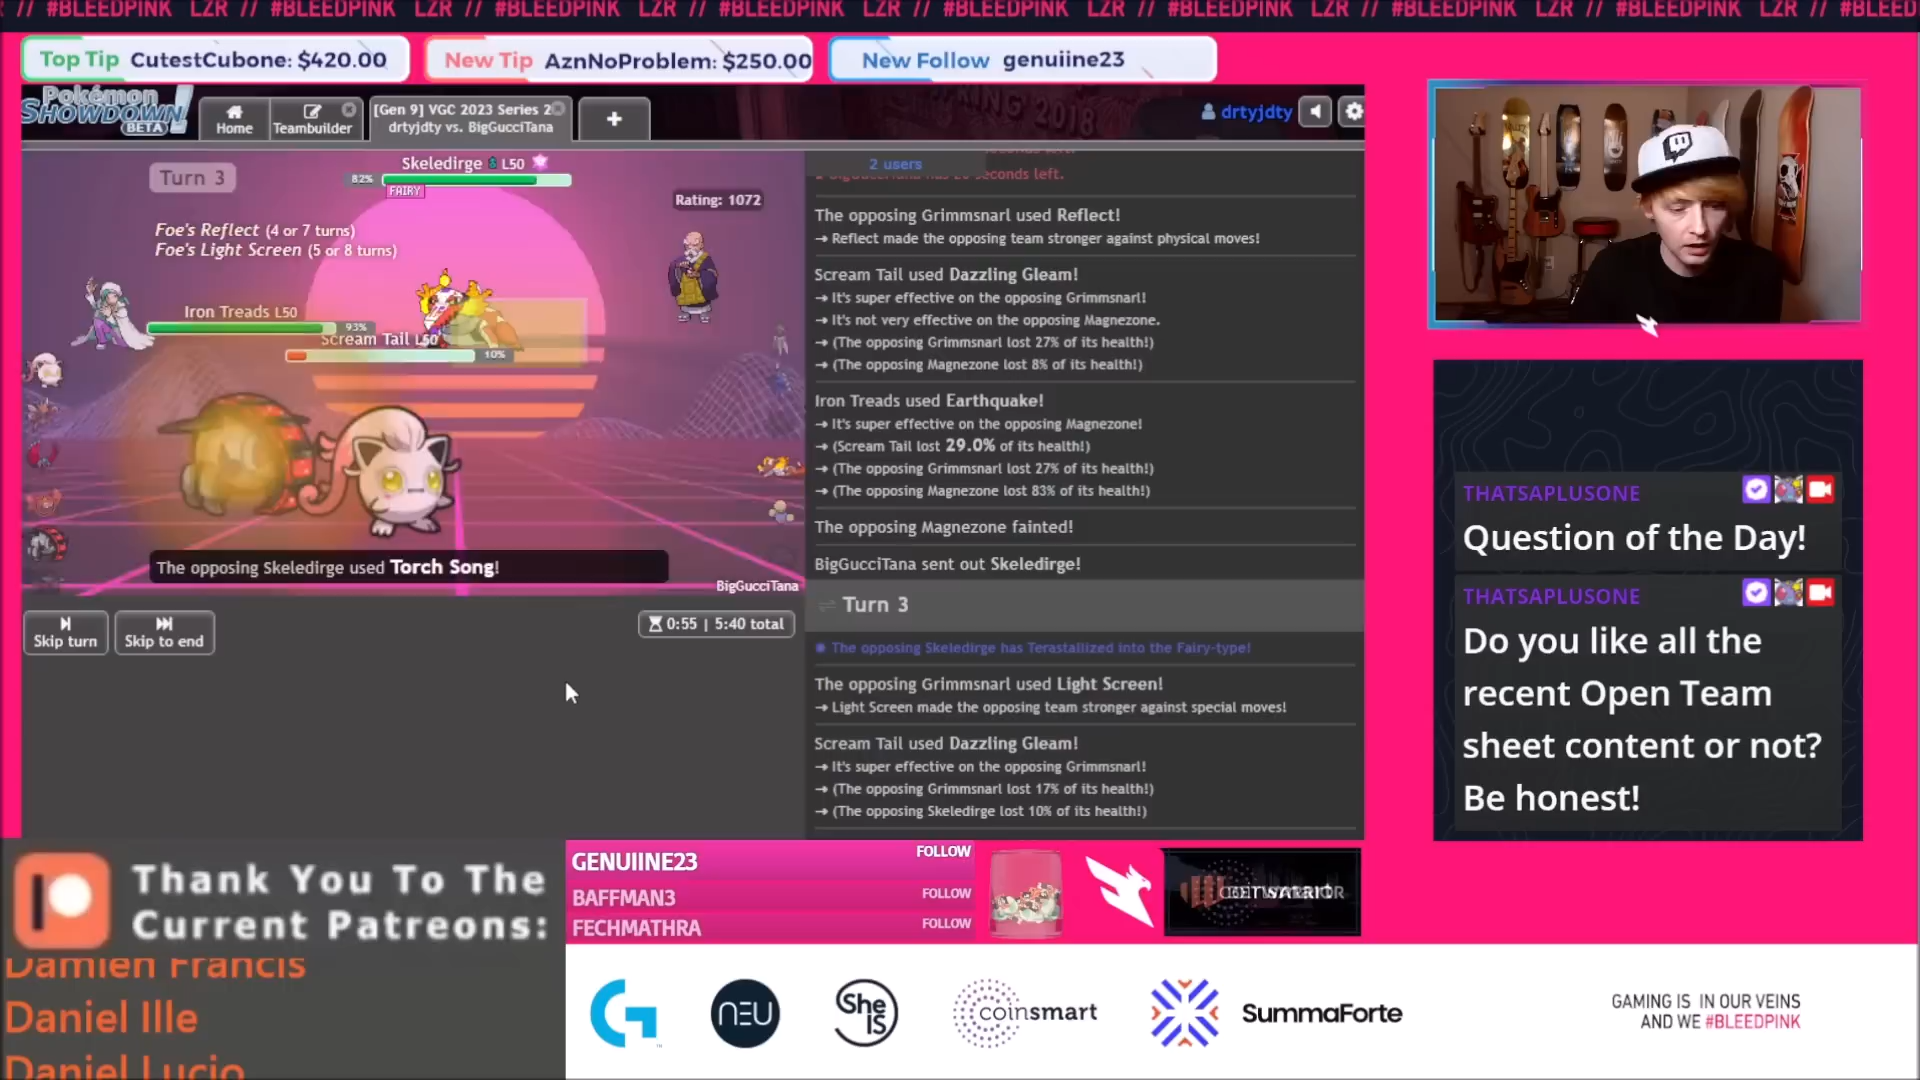 // #BLEEDPINK LZR // #BLEEDPINK LZR // #BLEEDPINK LZR // #BLEEDPINK LZR // #BLEEDPINK LZR // #BLEEDPINK LZR // #BLEEDPINK LZR // #BLEEDPINK LZR // #BLEED
Top Tip CutestCubone: $420.00
New Tip AznNoProblem: $250.00
New Follow genuiine23
Pokémon
SHOWDOWN!
BETA
Home
Teambuilder
[Gen 9] VGC 2023 Series 2
drtyjdty vs. BigGucciTana
+
SPRING 2018
drtyjdty
Turn 3
Skeledirge L50
82%
FAIRY
Rating: 1072
Foe's Reflect (4 or 7 turns)
Foe's Light Screen (5 or 8 turns)
Iron Treads L50
93%
Scream Tail L50
10%
The opposing Skeledirge used Torch Song!
BigGucciTana
Skip turn
Skip to end
0:55 | 5:40 total
2 users
seconds left.
The opposing Grimmsnarl used Reflect!
→ Reflect made the opposing team stronger against physical moves!
Scream Tail used Dazzling Gleam!
→ It's super effective on the opposing Grimmsnarl!
→ It's not very effective on the opposing Magnezone.
→ (The opposing Grimmsnarl lost 27% of its health!)
→ (The opposing Magnezone lost 8% of its health!)
Iron Treads used Earthquake!
→ It's super effective on the opposing Magnezone!
→ (Scream Tail lost 29.0% of its health!)
→ (The opposing Grimmsnarl lost 27% of its health!)
→ (The opposing Magnezone lost 83% of its health!)
The opposing Magnezone fainted!
BigGucciTana sent out Skeledirge!
Turn 3
The opposing Skeledirge has Terastallized into the Fairy-type!
The opposing Grimmsnarl used Light Screen!
→ Light Screen made the opposing team stronger against special moves!
Scream Tail used Dazzling Gleam!
→ It's super effective on the opposing Grimmsnarl!
→ (The opposing Grimmsnarl lost 17% of its health!)
→ (The opposing Skeledirge lost 10% of its health!)
THATSAPLUSONE
Question of the Day!
THATSAPLUSONE
Do you like all the
recent Open Team
sheet content or not?
Be honest!
Thank You To The
Current Patreons:
Damien Francis
Daniel Ille
Daniel Lucio
GENUIINE23 FOLLOW
BAFFMAN3 FOLLOW
FECHMATHRA FOLLOW
G
NEU
She
IS
coinsmart
SummaForte
GAMING IS IN OUR VEINS
AND WE #BLEEDPINK